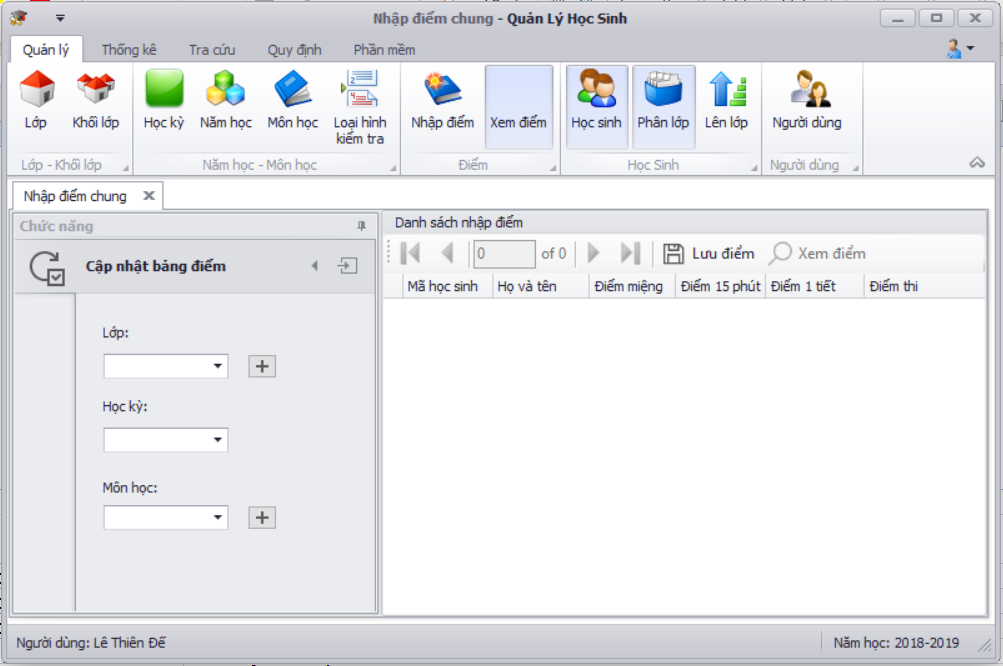 Nhập điểm chung - Quản Lý Học Sinh
Quản lý Thống kê Tra cứu Quy định Phần mềm
Lớp Khối lớp Học kỳ Năm học Môn học Loại hình kiểm tra Nhập điểm Xem điểm Học sinh Phân lớp Lên lớp Người dùng
Lớp - Khối lớp Năm học - Môn học Điểm Học Sinh Người dùng
Nhập điểm chung
Chức năng
Cập nhật bảng điểm
Lớp:
Học kỳ:
Môn học:
Danh sách nhập điểm
0 of 0 Lưu điểm Xem điểm
Mã học sinh Họ và tên Điểm miệng Điểm 15 phút Điểm 1 tiết Điểm thi
Người dùng: Lê Thiên Đế Năm học: 2018-2019